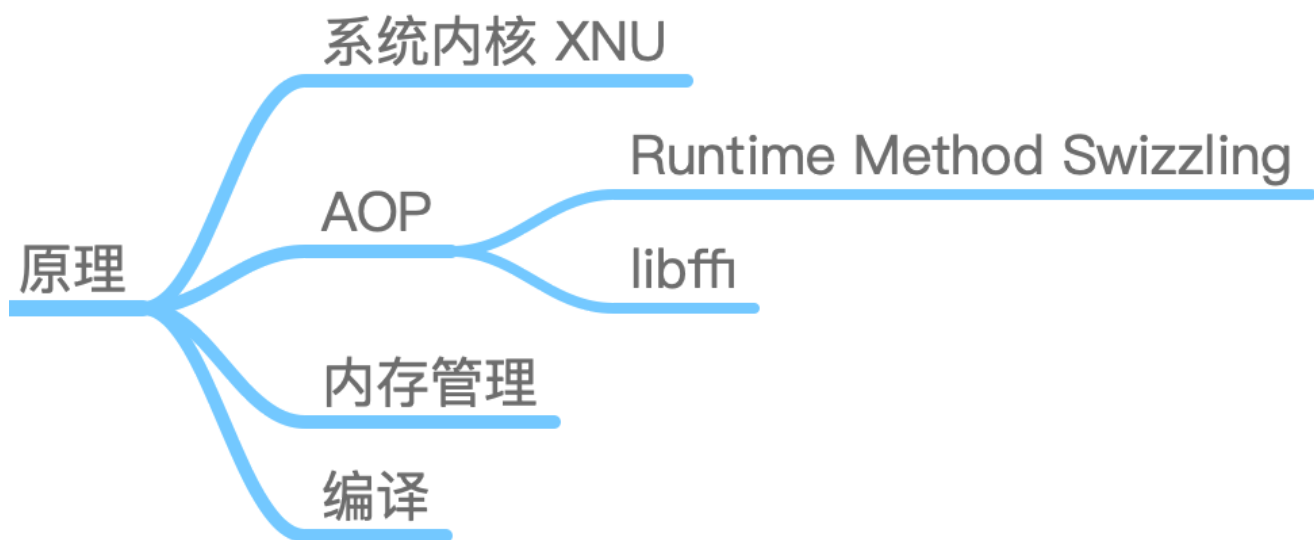 系统内核 XNU
Runtime Method Swizzling
AOP
原理
libffi
内存管理
编译